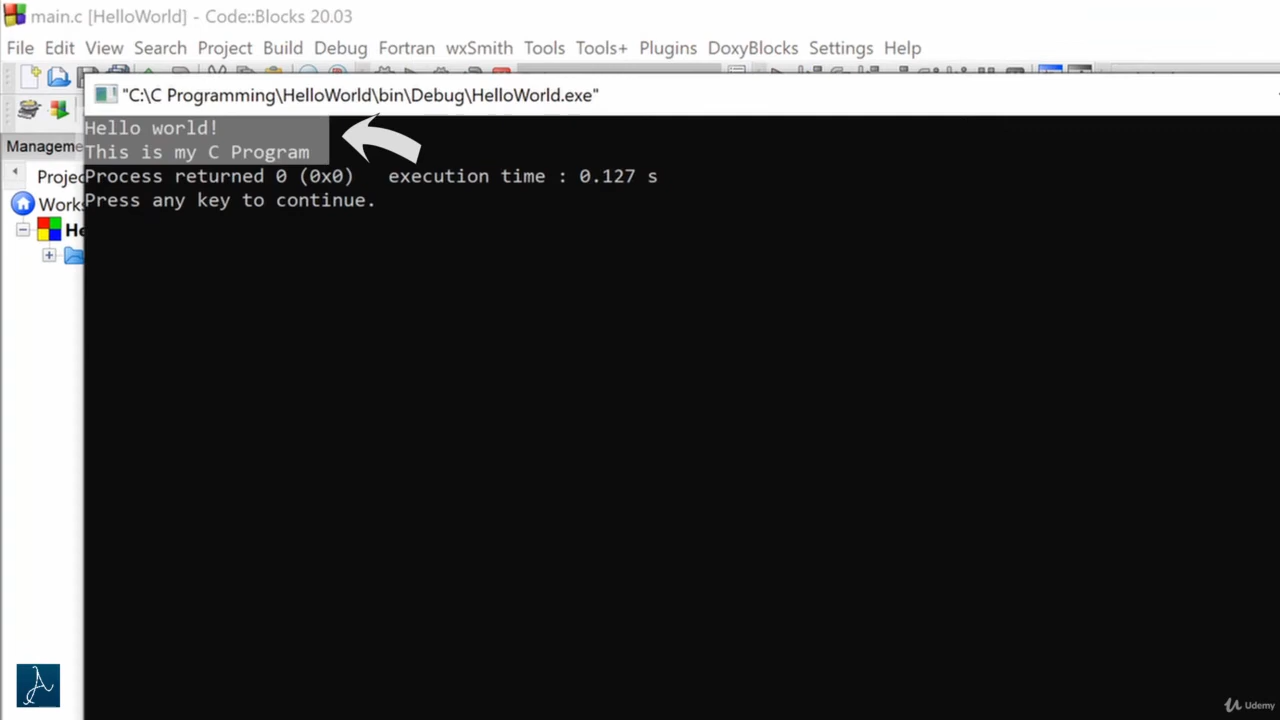 main.c [HelloWorld] - Code::Blocks 20.03
File Edit View Search Project Build Debug Fortran wxSmith Tools Tools+ Plugins DoxyBlocks Settings Help
"C:\C Programming\HelloWorld\bin\Debug\HelloWorld.exe"
Hello world!
This is my C Program
Process returned 0 (0x0)   execution time : 0.127 s
Press any key to continue.
Manageme
Projec
Works
He
Udemy